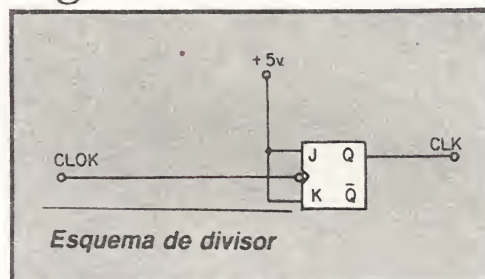 +5v.
CLOK
J Q
CLK
K Q̅
Esquema de divisor